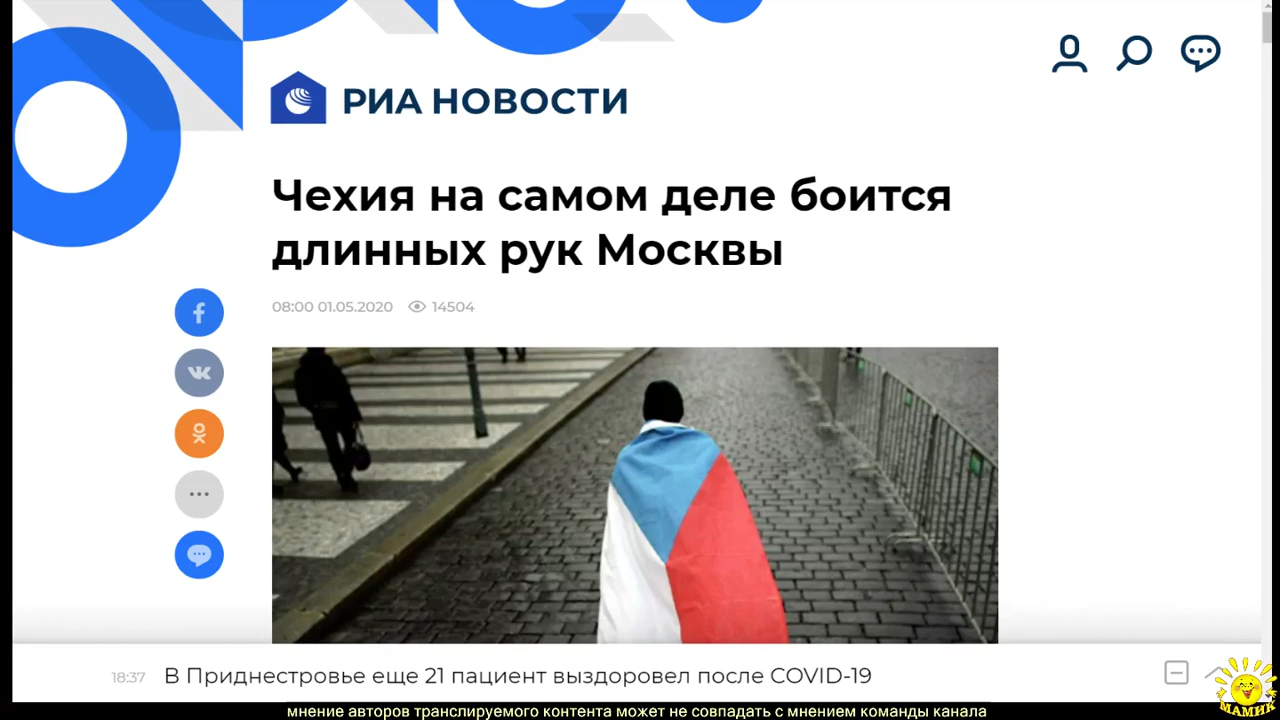 РИА НОВОСТИ
Чехия на самом деле боится
длинных рук Москвы
08:00 01.05.2020 14504
18:37 В Приднестровье еще 21 пациент выздоровел после COVID-19
МАМИК
мнение авторов транслируемого контента может не совпадать с мнением команды канала